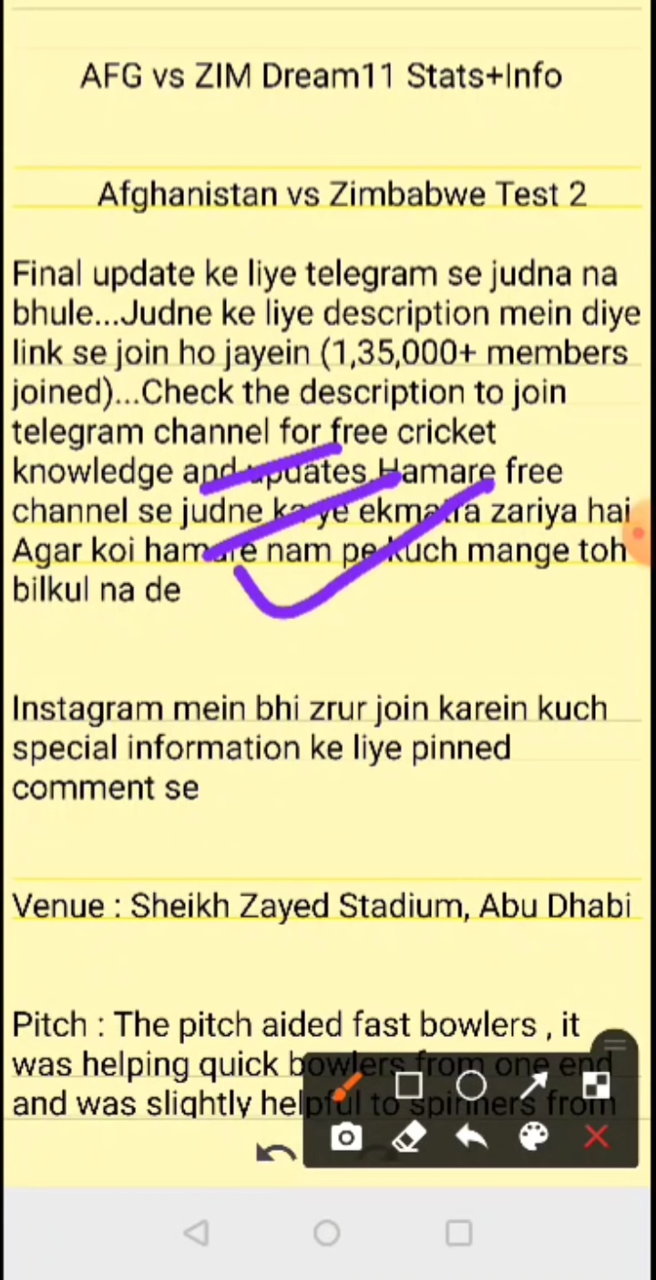 AFG vs ZIM Dream11 Stats+Info
Afghanistan vs Zimbabwe Test 2
Final update ke liye telegram se judna na
bhule...Judne ke liye description mein diye
link se join ho jayein (1,35,000+ members
joined)...Check the description to join
telegram channel for free cricket
knowledge and updates.Hamare free
channel se judne ka ye ekmatra zariya hai
Agar koi hamare nam pe kuch mange toh
bilkul na de
Instagram mein bhi zrur join karein kuch
special information ke liye pinned
comment se
Venue : Sheikh Zayed Stadium, Abu Dhabi
Pitch : The pitch aided fast bowlers , it
was helping quick bowlers from one end
and was slightly helpful to spinners from